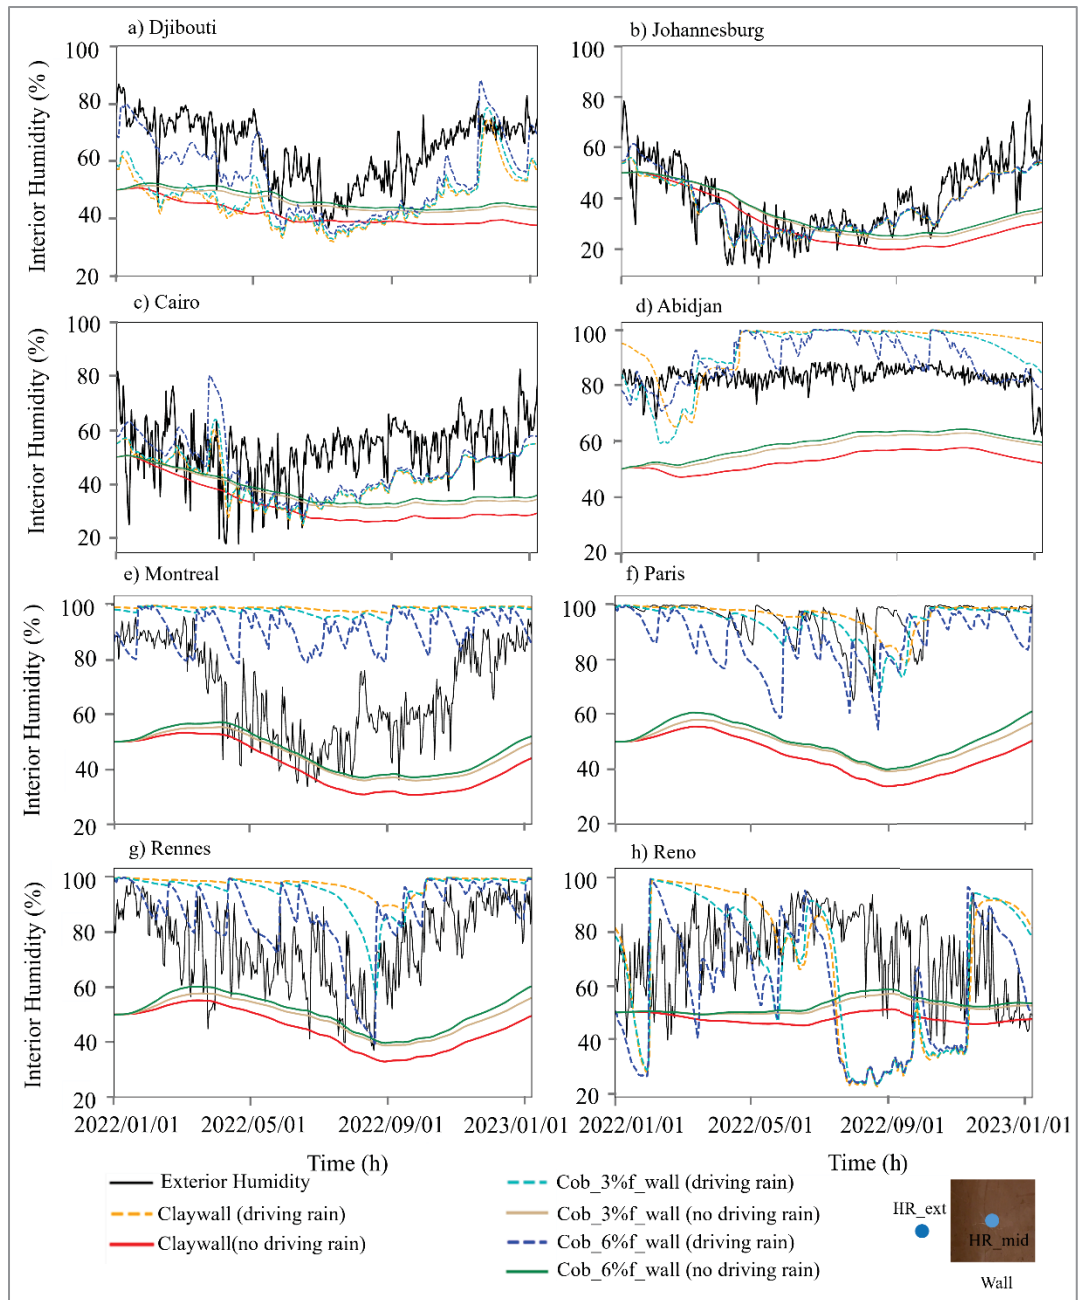 a) Djibouti
b) Johannesburg
Interior Humidity (%)
100
80
60
40
20
100
80
60
40
20
c) Cairo
d) Abidjan
Interior Humidity (%)
100
80
60
40
20
100
80
60
40
20
e) Montreal
f) Paris
Interior Humidity (%)
100
80
60
40
20
100
80
60
40
20
g) Rennes
h) Reno
Interior Humidity (%)
100
80
60
40
20
100
80
60
40
20
2022/01/01 2022/05/01 2022/09/01 2023/01/01
2022/01/01 2022/05/01 2022/09/01 2023/01/01
Time (h)
Time (h)
Exterior Humidity
Claywall (driving rain)
Claywall(no driving rain)
Cob_3%f_wall (driving rain)
Cob_3%f_wall (no driving rain)
Cob_6%f_wall (driving rain)
Cob_6%f_wall (no driving rain)
HR_ext
HR_mid
Wall